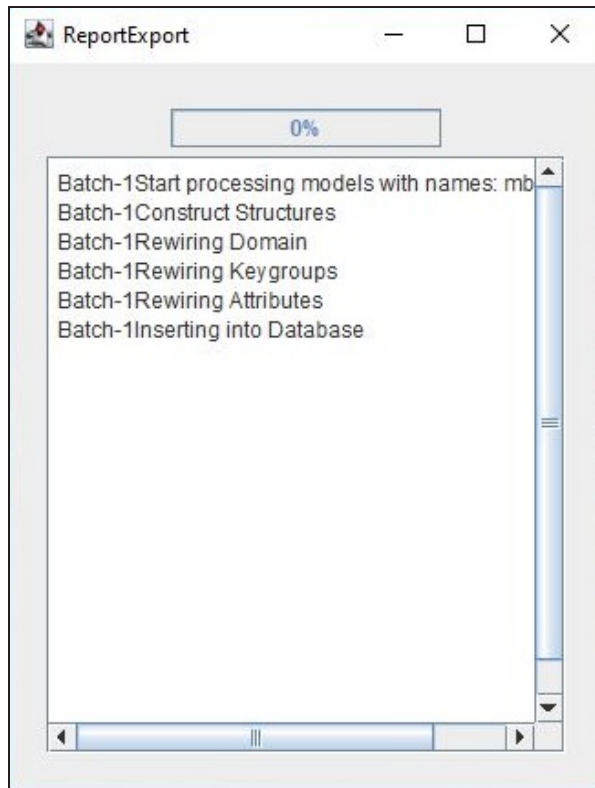 ReportExport
0%
Batch-1Start processing models with names: mb
Batch-1Construct Structures
Batch-1Rewiring Domain
Batch-1Rewiring Keygroups
Batch-1Rewiring Attributes
Batch-1Inserting into Database